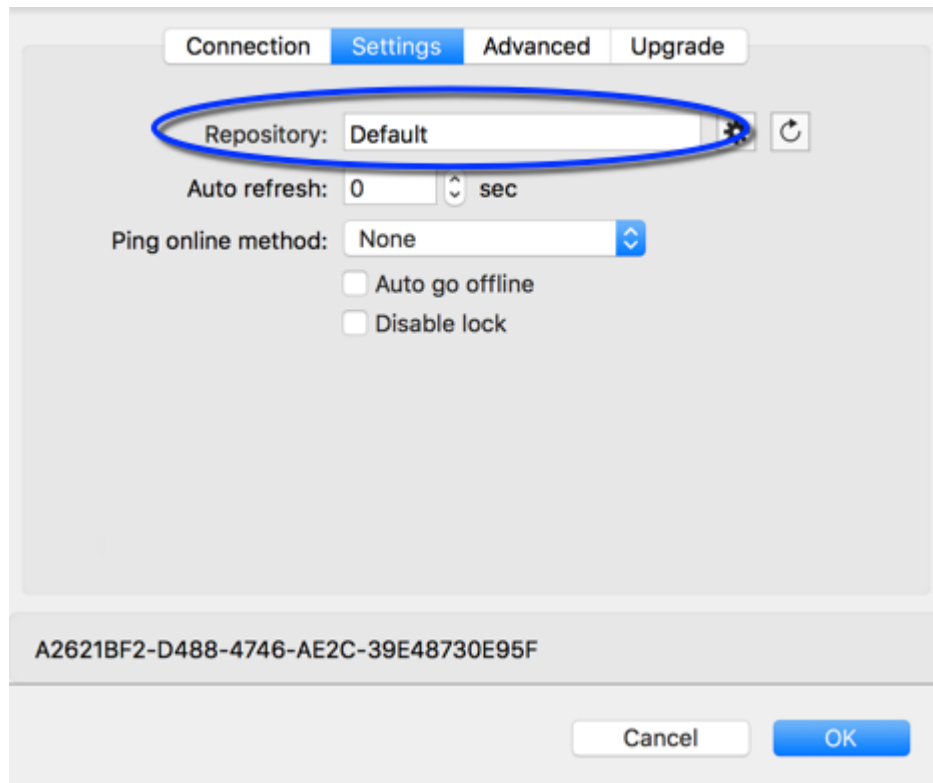 Connection Settings Advanced Upgrade
Repository: Default
Auto refresh: 0 sec
Ping online method: None
Auto go offline
Disable lock
A2621BF2-D488-4746-AE2C-39E48730E95F
Cancel OK